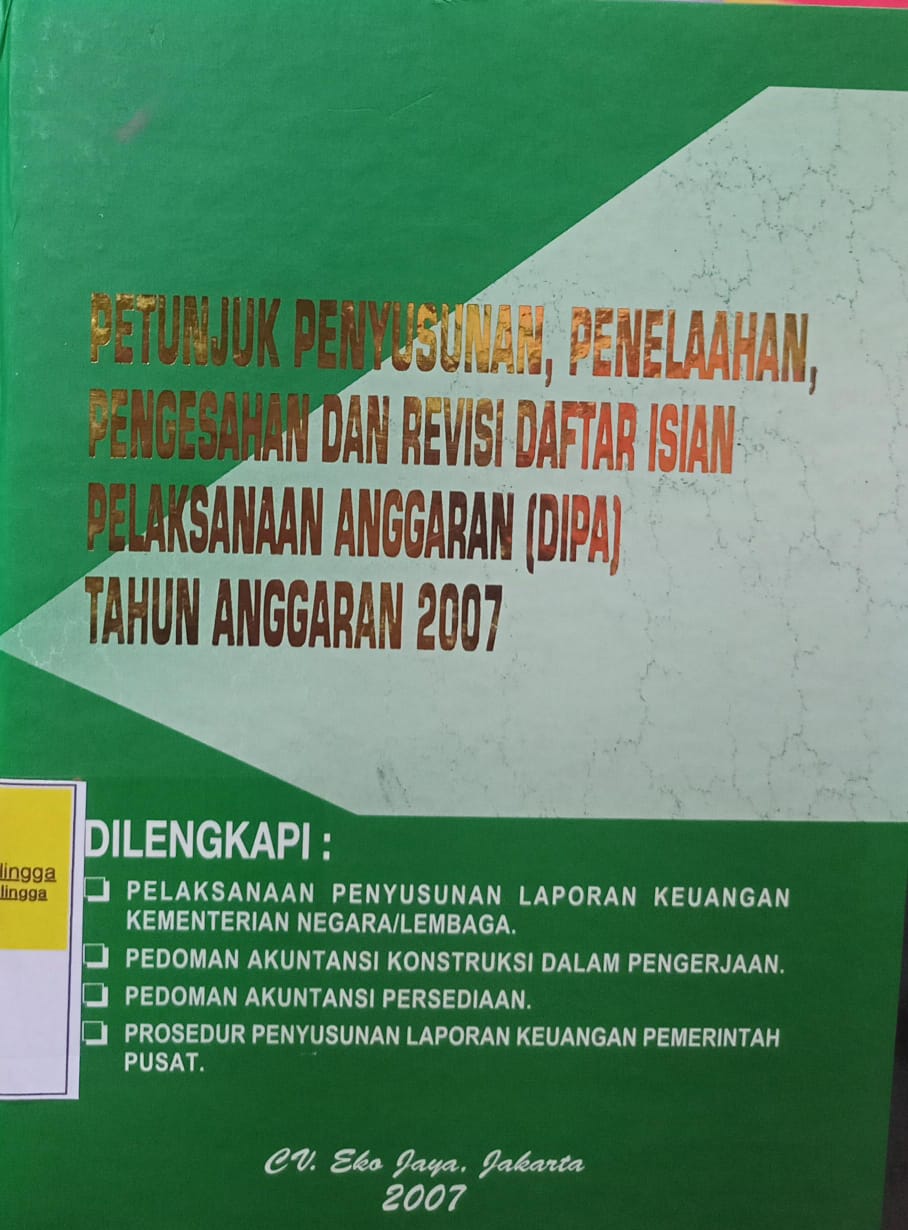 PETUNJUK PENYUSUNAN, PENELAAHAN,
PENGESAHAN DAN REVISI DAFTAR ISIAN
PELAKSANAAN ANGGARAN (DIPA)
TAHUN ANGGARAN 2007
DILENGKAPI :
lingga
lingga
PELAKSANAAN PENYUSUNAN LAPORAN KEUANGAN
KEMENTERIAN NEGARA/LEMBAGA.
PEDOMAN AKUNTANSI KONSTRUKSI DALAM PENGERJAAN.
PEDOMAN AKUNTANSI PERSEDIAAN.
PROSEDUR PENYUSUNAN LAPORAN KEUANGAN PEMERINTAH
PUSAT.
CV. Eko Jaya. Jakarta
2007